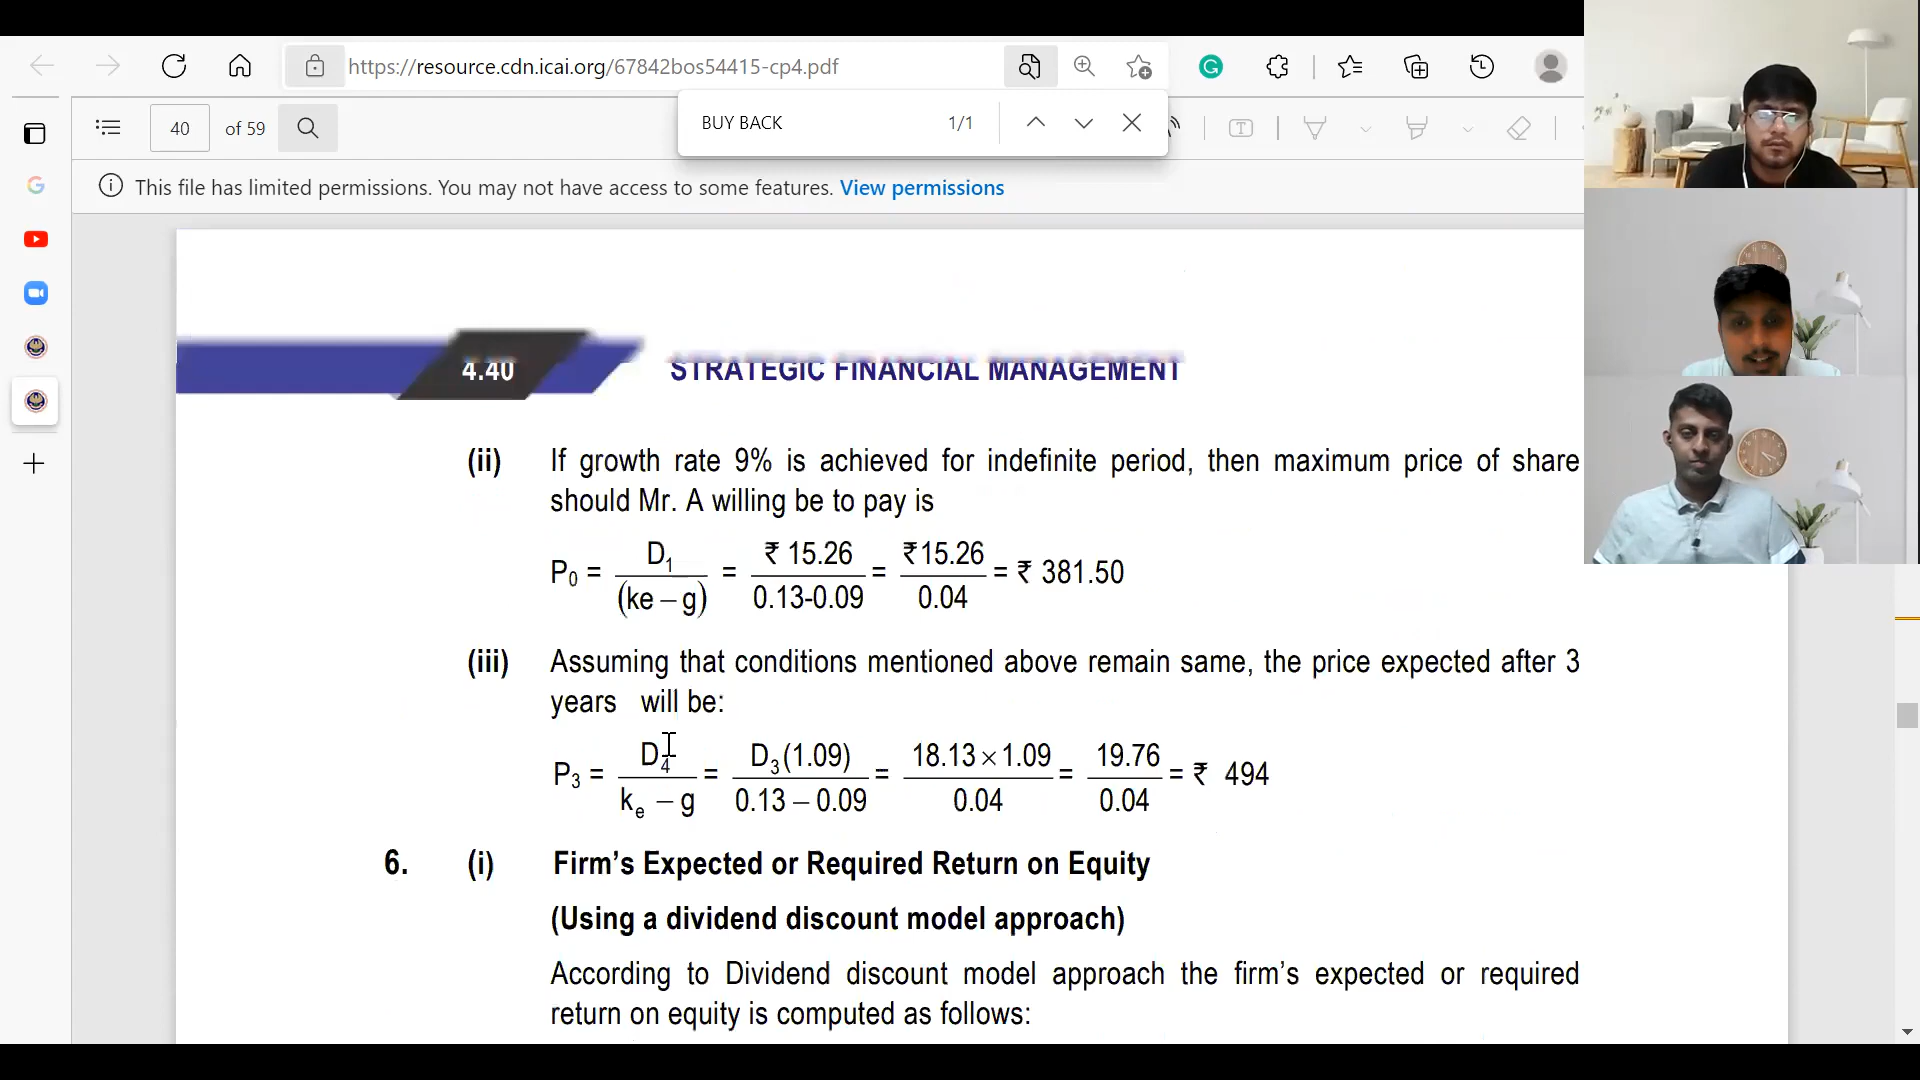 https://resource.cdn.icai.org/67842bos54415-cp4.pdf
BUY BACK 1/1
40 of 59
This file has limited permissions. You may not have access to some features. View permissions
4.40 STRATEGIC FINANCIAL MANAGEMENT
(ii) If growth rate 9% is achieved for indefinite period, then maximum price of share
should Mr. A willing be to pay is
P₀ = D₁ / (ke – g) = ₹ 15.26 / 0.13-0.09 = ₹15.26 / 0.04 = ₹ 381.50
(iii) Assuming that conditions mentioned above remain same, the price expected after 3
years will be:
P₃ = D₄ / kₑ – g = D₃(1.09) / 0.13 – 0.09 = 18.13×1.09 / 0.04 = 19.76 / 0.04 = ₹ 494
6. (i) Firm’s Expected or Required Return on Equity
(Using a dividend discount model approach)
According to Dividend discount model approach the firm’s expected or required
return on equity is computed as follows: